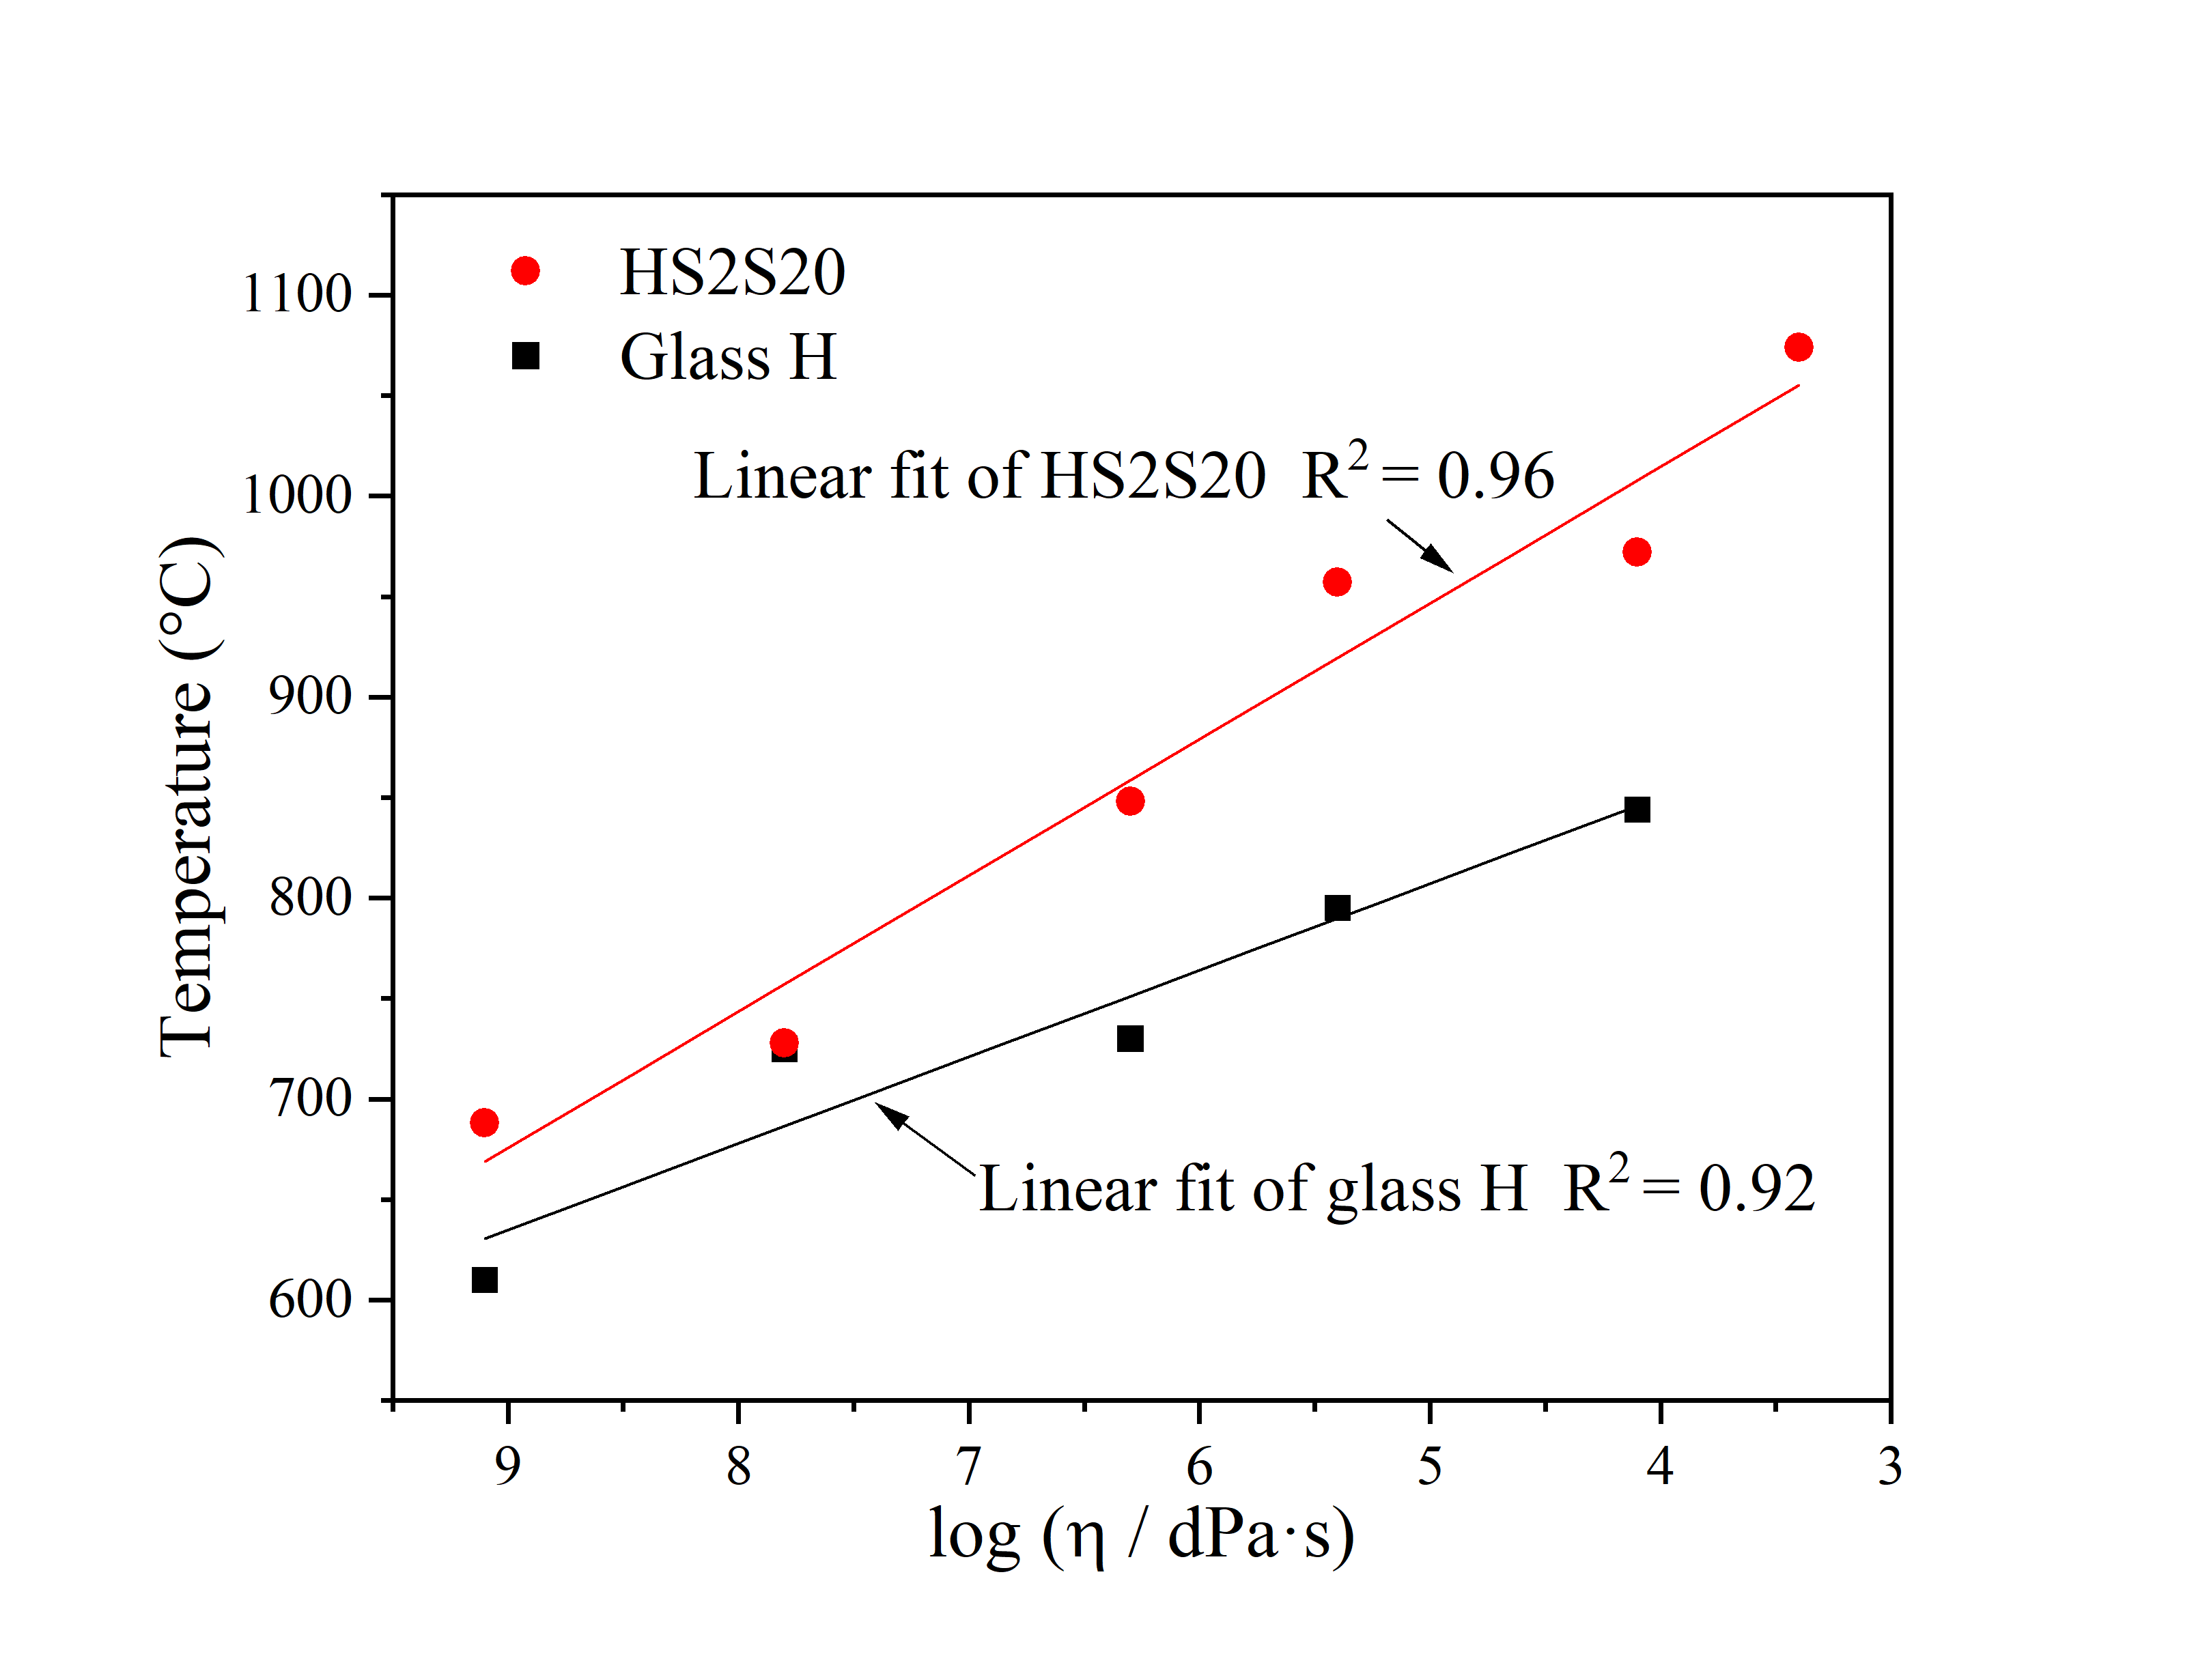 HS2S20
Glass H
Linear fit of HS2S20 R² = 0.96
Linear fit of glass H R² = 0.92
Temperature (°C)
1100
1000
900
800
700
600
9 8 7 6 5 4 3
log (η / dPa·s)